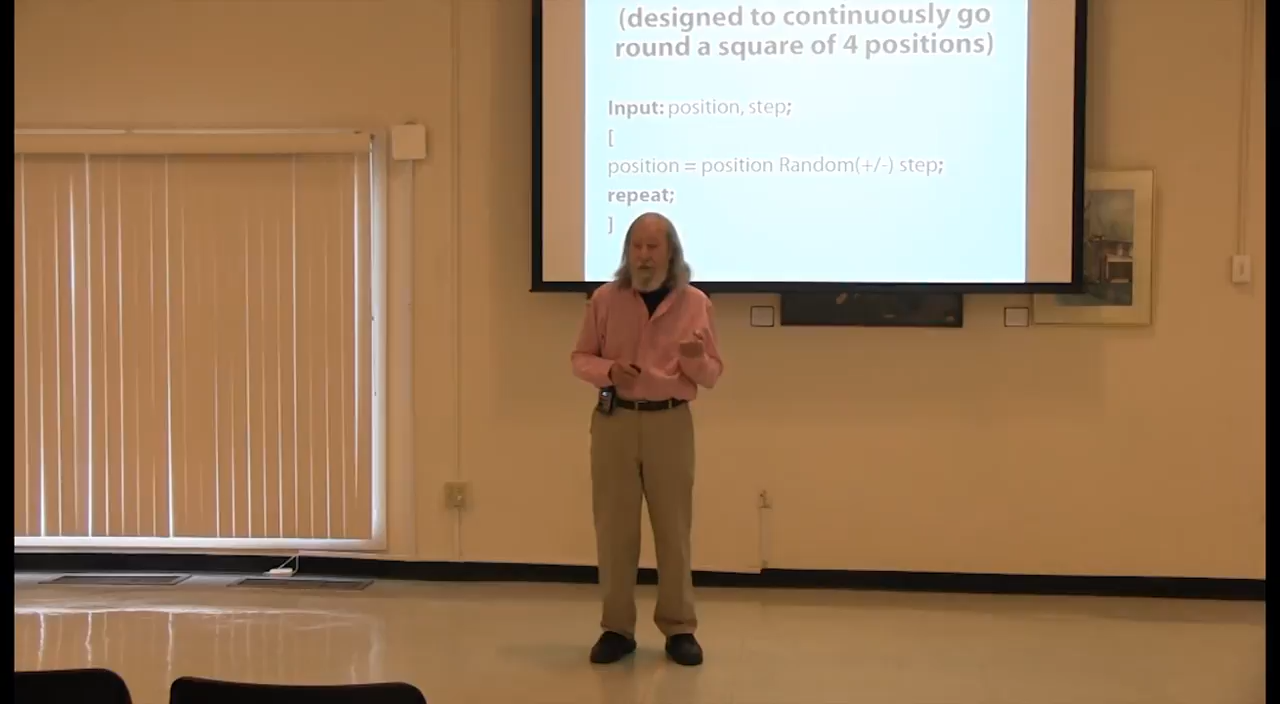 (designed to continuously go
round a square of 4 positions)
Input: position, step;
[
position = position Random(+/-) step;
repeat;
]